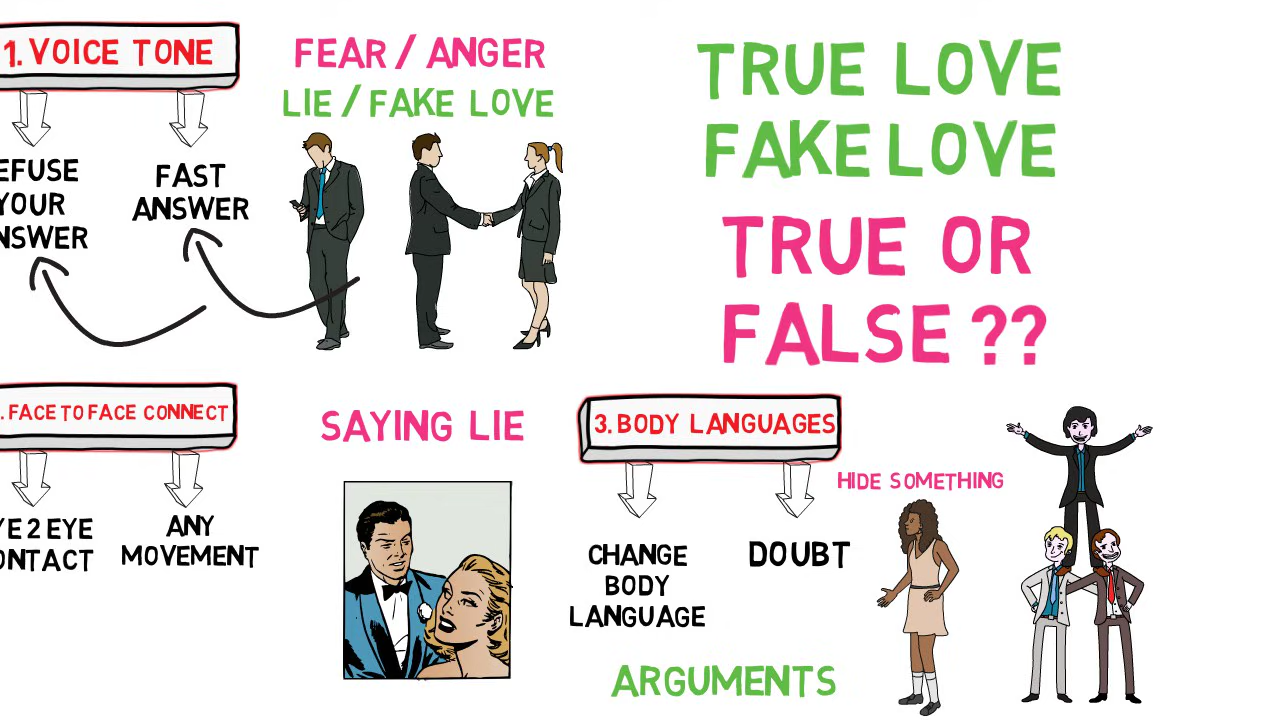 1. VOICE TONE
FEAR / ANGER
LIE / FAKE LOVE
EFUSE
YOUR
NSWER
FAST
ANSWER
TRUE LOVE
FAKE LOVE
TRUE OR
FALSE ??
. FACE TO FACE CONNECT
YE 2 EYE
ONTACT
ANY
MOVEMENT
SAYING LIE
3. BODY LANGUAGES
HIDE SOMETHING
CHANGE
BODY
LANGUAGE
DOUBT
ARGUMENTS